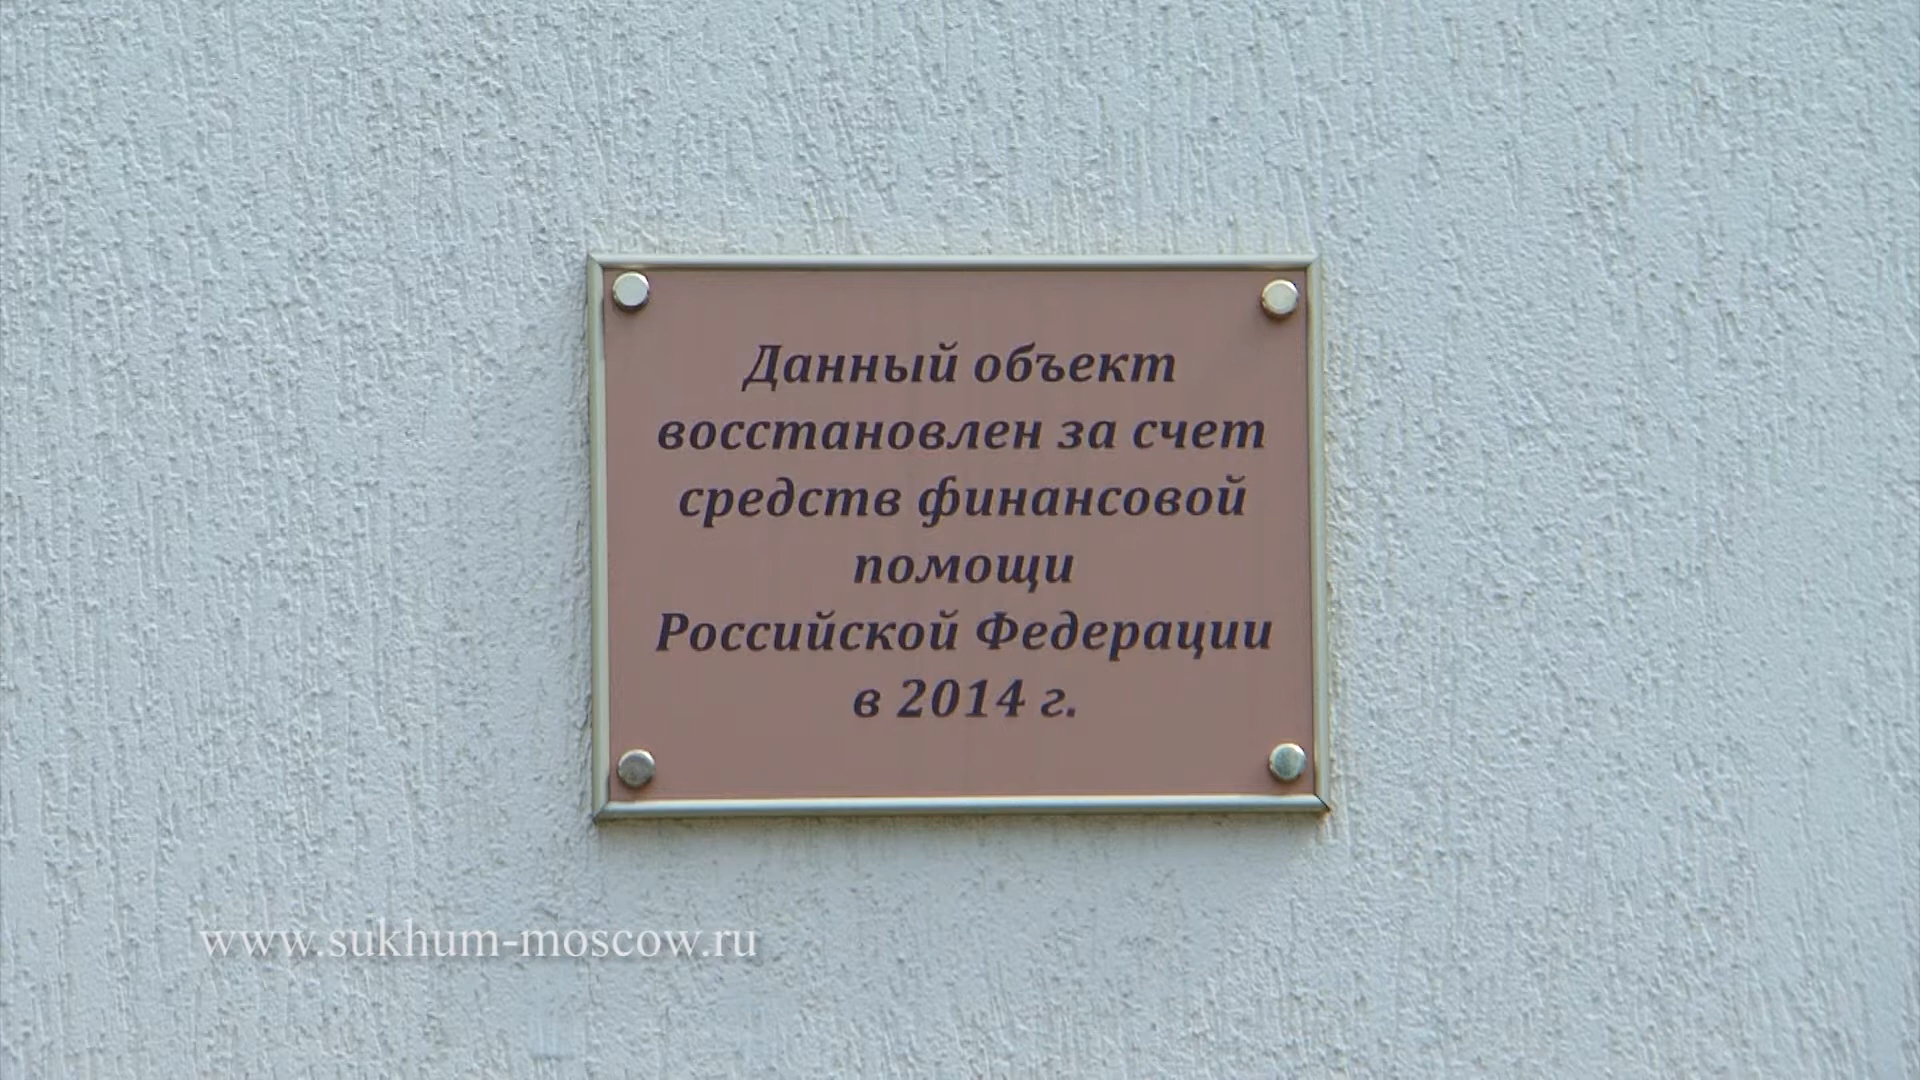 Данный объект
восстановлен за счет
средств финансовой
помощи
Российской Федерации
в 2014 г.
www.sukhum-moscow.ru